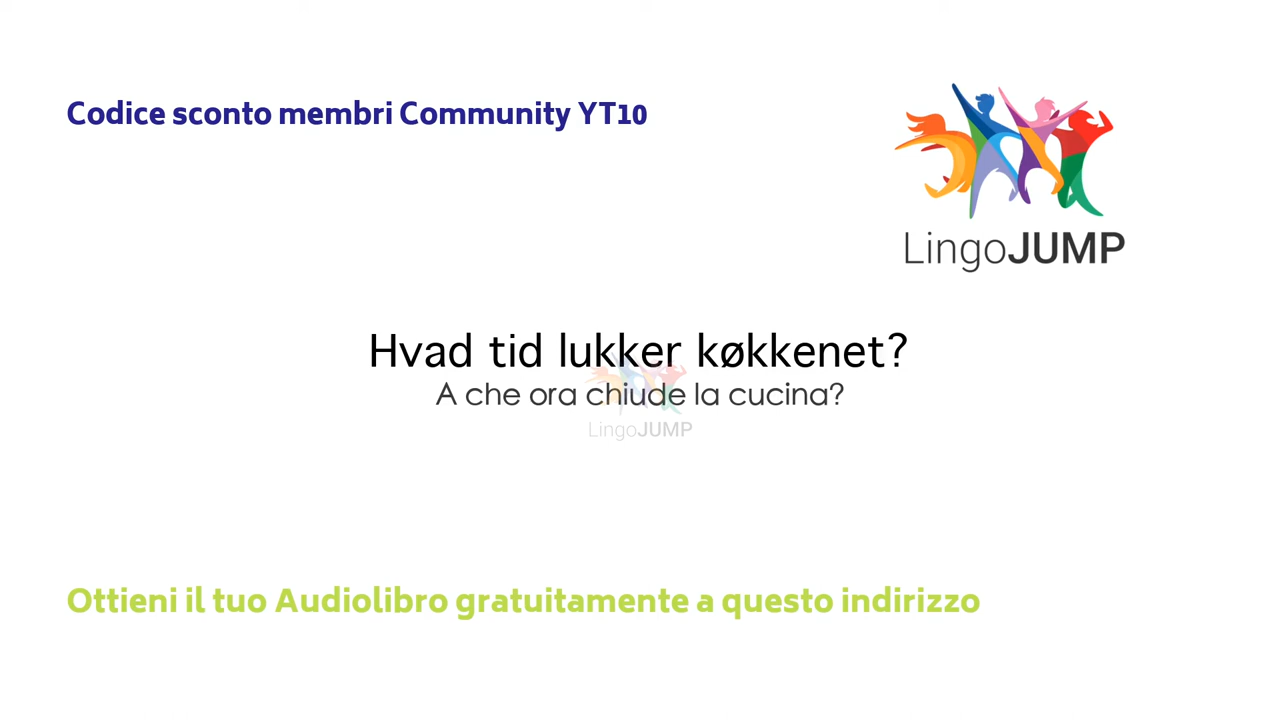 Codice sconto membri Community YT10
LingoJUMP
Hvad tid lukker køkkenet?
A che ora chiude la cucina?
LingoJUMP
Ottieni il tuo Audiolibro gratuitamente a questo indirizzo